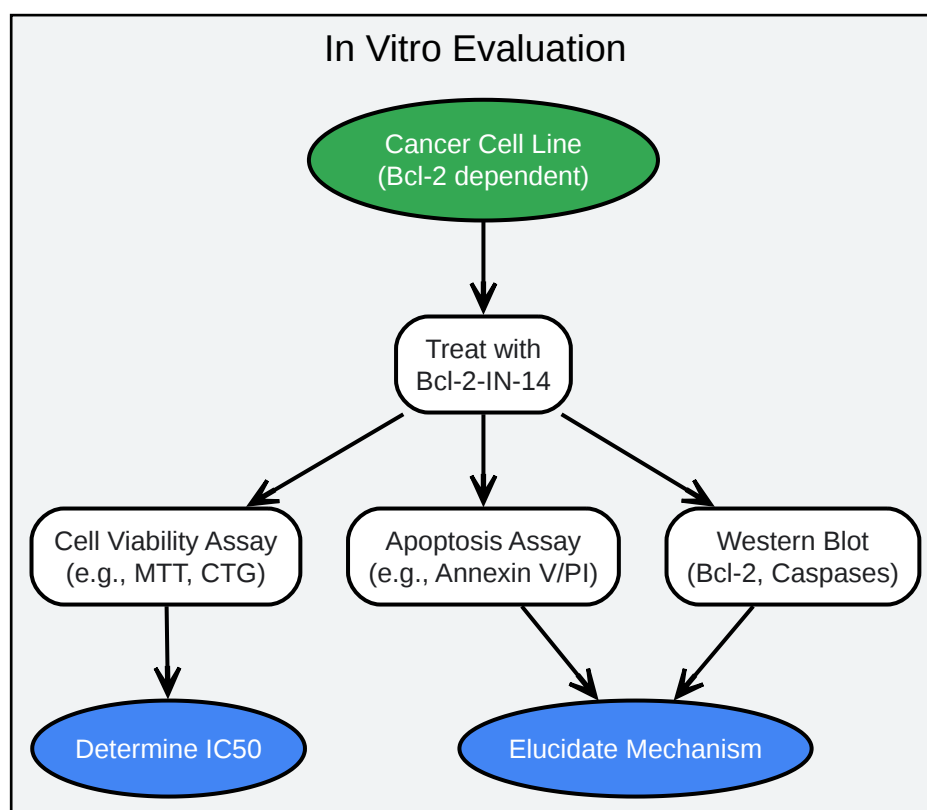 In Vitro Evaluation
Cancer Cell Line
(Bcl-2 dependent)
Treat with
Bcl-2-IN-14
Cell Viability Assay
(e.g., MTT, CTG)
Apoptosis Assay
(e.g., Annexin V/PI)
Western Blot
(Bcl-2, Caspases)
Determine IC50
Elucidate Mechanism